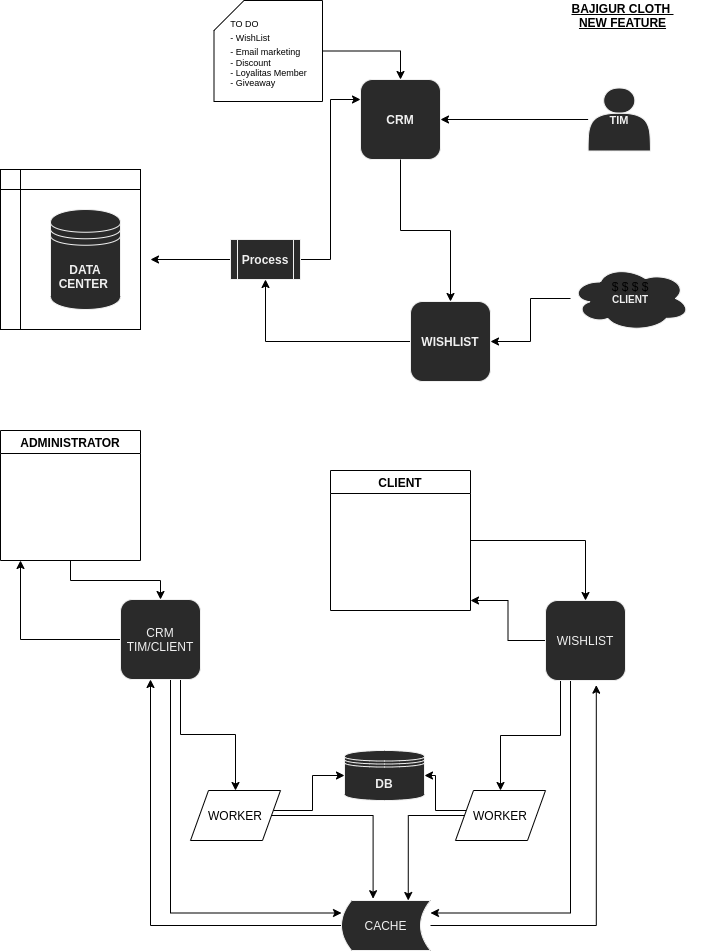 BAJIGUR CLOTH
NEW FEATURE
TO DO
- WishList
- Email marketing
- Discount
- Loyalitas Member
- Giveaway
CRM
TIM
DATA
CENTER
Process
$ $ $ $
CLIENT
WISHLIST
ADMINISTRATOR
CLIENT
CRM
TIM/CLIENT
WISHLIST
DB
WORKER
WORKER
CACHE